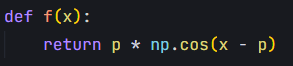 def f(x):
    return p * np.cos(x - p)